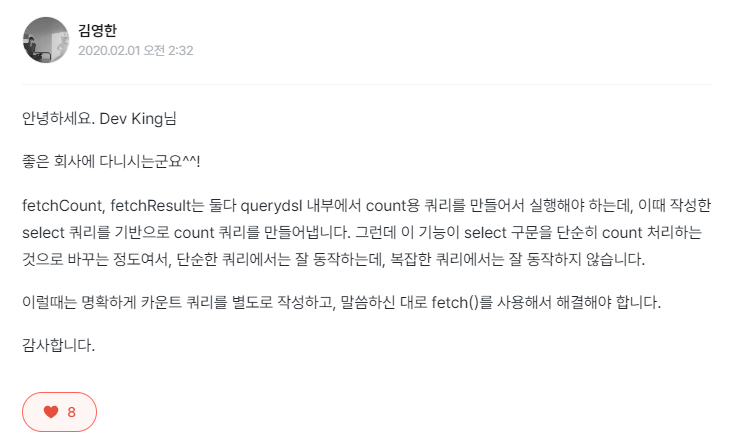 김영한
2020.02.01 오전 2:32
안녕하세요. Dev King님
좋은 회사에 다니시는군요^^!
fetchCount, fetchResult는 둘다 querydsl 내부에서 count용 쿼리를 만들어서 실행해야 하는데, 이때 작성한
select 쿼리를 기반으로 count 쿼리를 만들어냅니다. 그런데 이 기능이 select 구문을 단순히 count 처리하는
것으로 바꾸는 정도여서, 단순한 쿼리에서는 잘 동작하는데, 복잡한 쿼리에서는 잘 동작하지 않습니다.
이럴때는 명확하게 카운트 쿼리를 별도로 작성하고, 말씀하신 대로 fetch()를 사용해서 해결해야 합니다.
감사합니다.
8